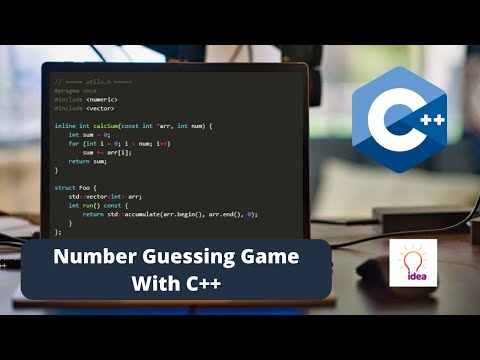 // ===== utils.h =====
#pragma once
#include <numeric>
#include <vector>
inline int calcSum(const int *arr, int num) {
int sum = 0;
for (int i = 0; i < num; i++)
sum += arr[i];
return sum;
}
struct Foo {
std::vector<int> arr;
int run() const {
return std::accumulate(arr.begin(), arr.end(), 0);
}
};
C++
Number Guessing Game
With C++
idea